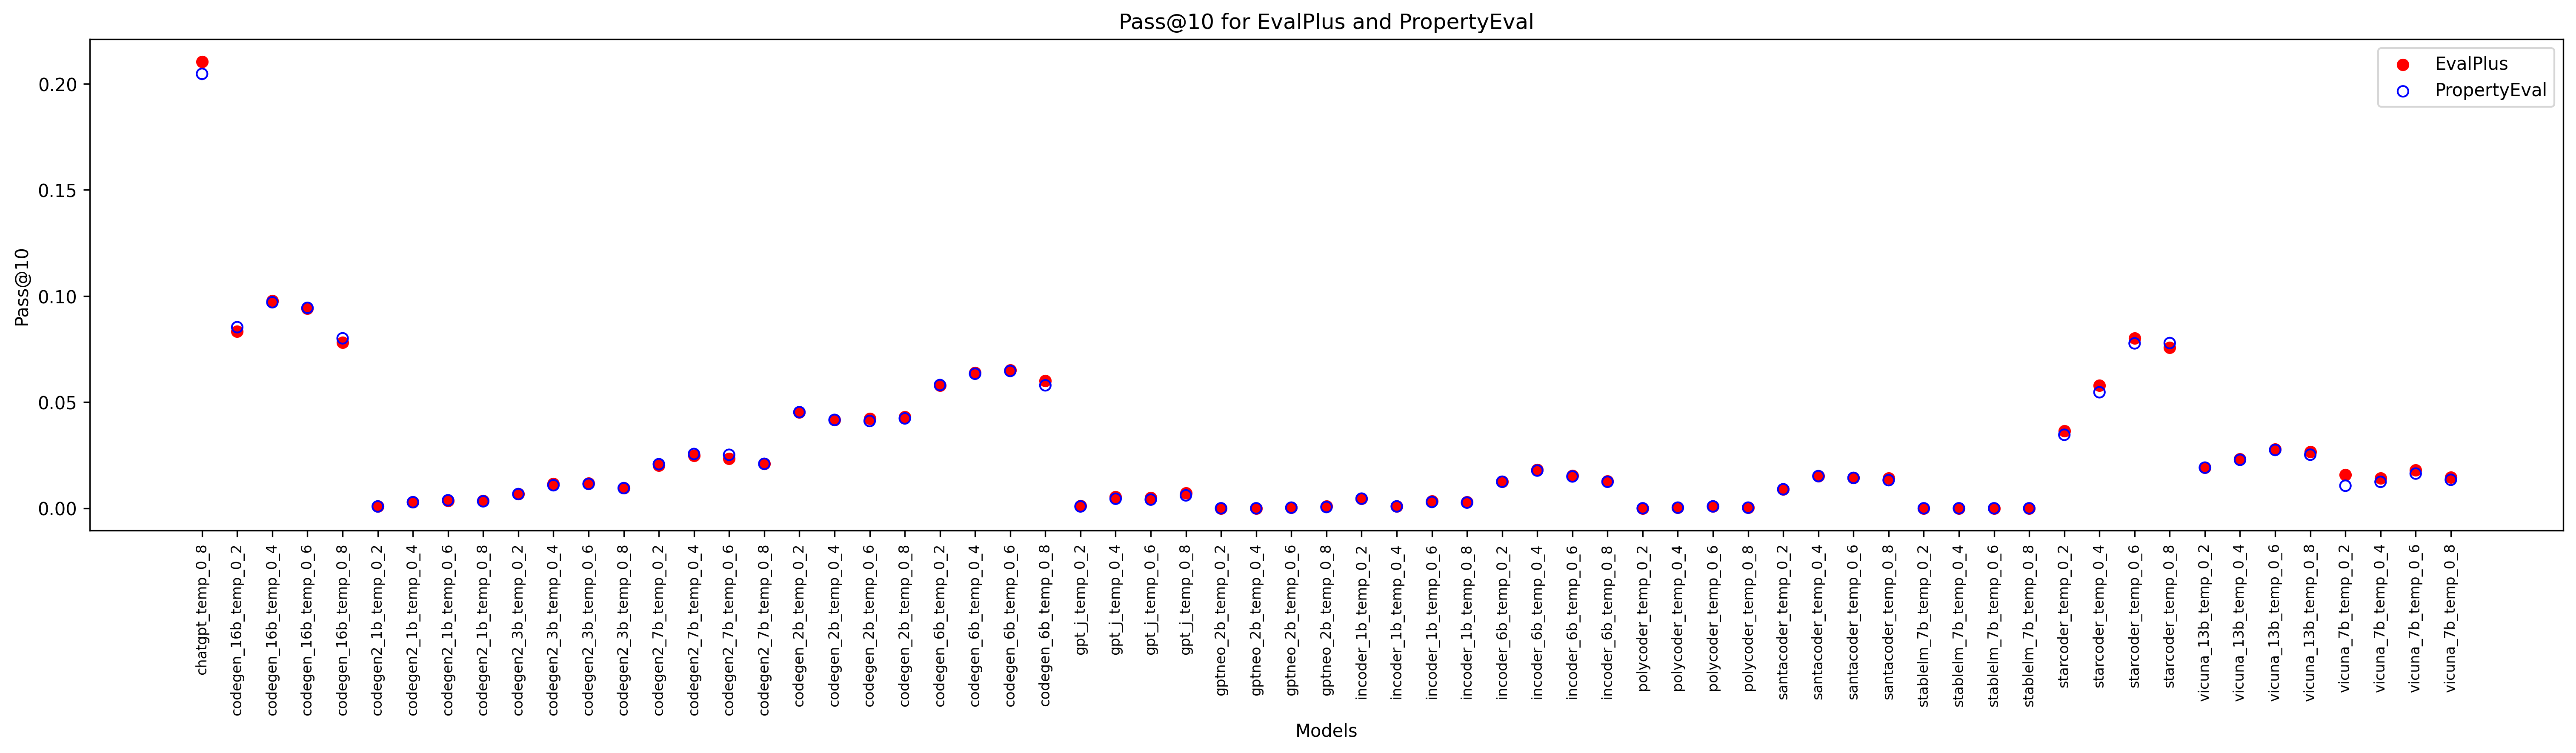 Pass@10 for EvalPlus and PropertyEval
EvalPlus
PropertyEval
Pass@10
0.20
0.15
0.10
0.05
0.00
chatgpt_temp_0_8
codegen_16b_temp_0_2
codegen_16b_temp_0_4
codegen_16b_temp_0_6
codegen_16b_temp_0_8
codegen2_1b_temp_0_2
codegen2_1b_temp_0_4
codegen2_1b_temp_0_6
codegen2_1b_temp_0_8
codegen2_3b_temp_0_2
codegen2_3b_temp_0_4
codegen2_3b_temp_0_6
codegen2_3b_temp_0_8
codegen2_7b_temp_0_2
codegen2_7b_temp_0_4
codegen2_7b_temp_0_6
codegen2_7b_temp_0_8
codegen_2b_temp_0_2
codegen_2b_temp_0_4
codegen_2b_temp_0_6
codegen_2b_temp_0_8
codegen_6b_temp_0_2
codegen_6b_temp_0_4
codegen_6b_temp_0_6
codegen_6b_temp_0_8
gpt_j_temp_0_2
gpt_j_temp_0_4
gpt_j_temp_0_6
gpt_j_temp_0_8
gptneo_2b_temp_0_2
gptneo_2b_temp_0_4
gptneo_2b_temp_0_6
gptneo_2b_temp_0_8
incoder_1b_temp_0_2
incoder_1b_temp_0_4
incoder_1b_temp_0_6
incoder_1b_temp_0_8
incoder_6b_temp_0_2
incoder_6b_temp_0_4
incoder_6b_temp_0_6
incoder_6b_temp_0_8
polycoder_temp_0_2
polycoder_temp_0_4
polycoder_temp_0_6
polycoder_temp_0_8
santacoder_temp_0_2
santacoder_temp_0_4
santacoder_temp_0_6
santacoder_temp_0_8
stablelm_7b_temp_0_2
stablelm_7b_temp_0_4
stablelm_7b_temp_0_6
stablelm_7b_temp_0_8
starcoder_temp_0_2
starcoder_temp_0_4
starcoder_temp_0_6
starcoder_temp_0_8
vicuna_13b_temp_0_2
vicuna_13b_temp_0_4
vicuna_13b_temp_0_6
vicuna_13b_temp_0_8
vicuna_7b_temp_0_2
vicuna_7b_temp_0_4
vicuna_7b_temp_0_6
vicuna_7b_temp_0_8
Models